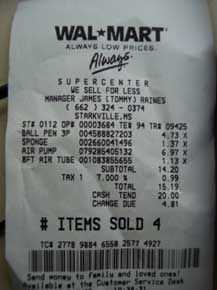 WAL★MART
ALWAYS LOW PRICES.
Always.
SUPERCENTER
WE SELL FOR LESS
MANAGER JAMES (TOMMY) RAINES
( 662 ) 324 - 0374
STARKVILLE, MS
ST# 0112 OP# 00003684 TE# 94 TR# 09425
BALL PEN 3P 004588827203 4.73 X
SPONGE 002660041496 1.37 X
AIR PUMP 079285405132 6.97 X
8FT AIR TUBE 001083855655 1.13 X
SUBTOTAL 14.20
TAX 1 7.000 % 0.99
TOTAL 15.19
CASH TEND 20.00
CHANGE DUE 4.81
# ITEMS SOLD 4
TC# 2778 9884 6558 2577 4927
Send money to family and loved ones!
Available at the Customer Service Desk